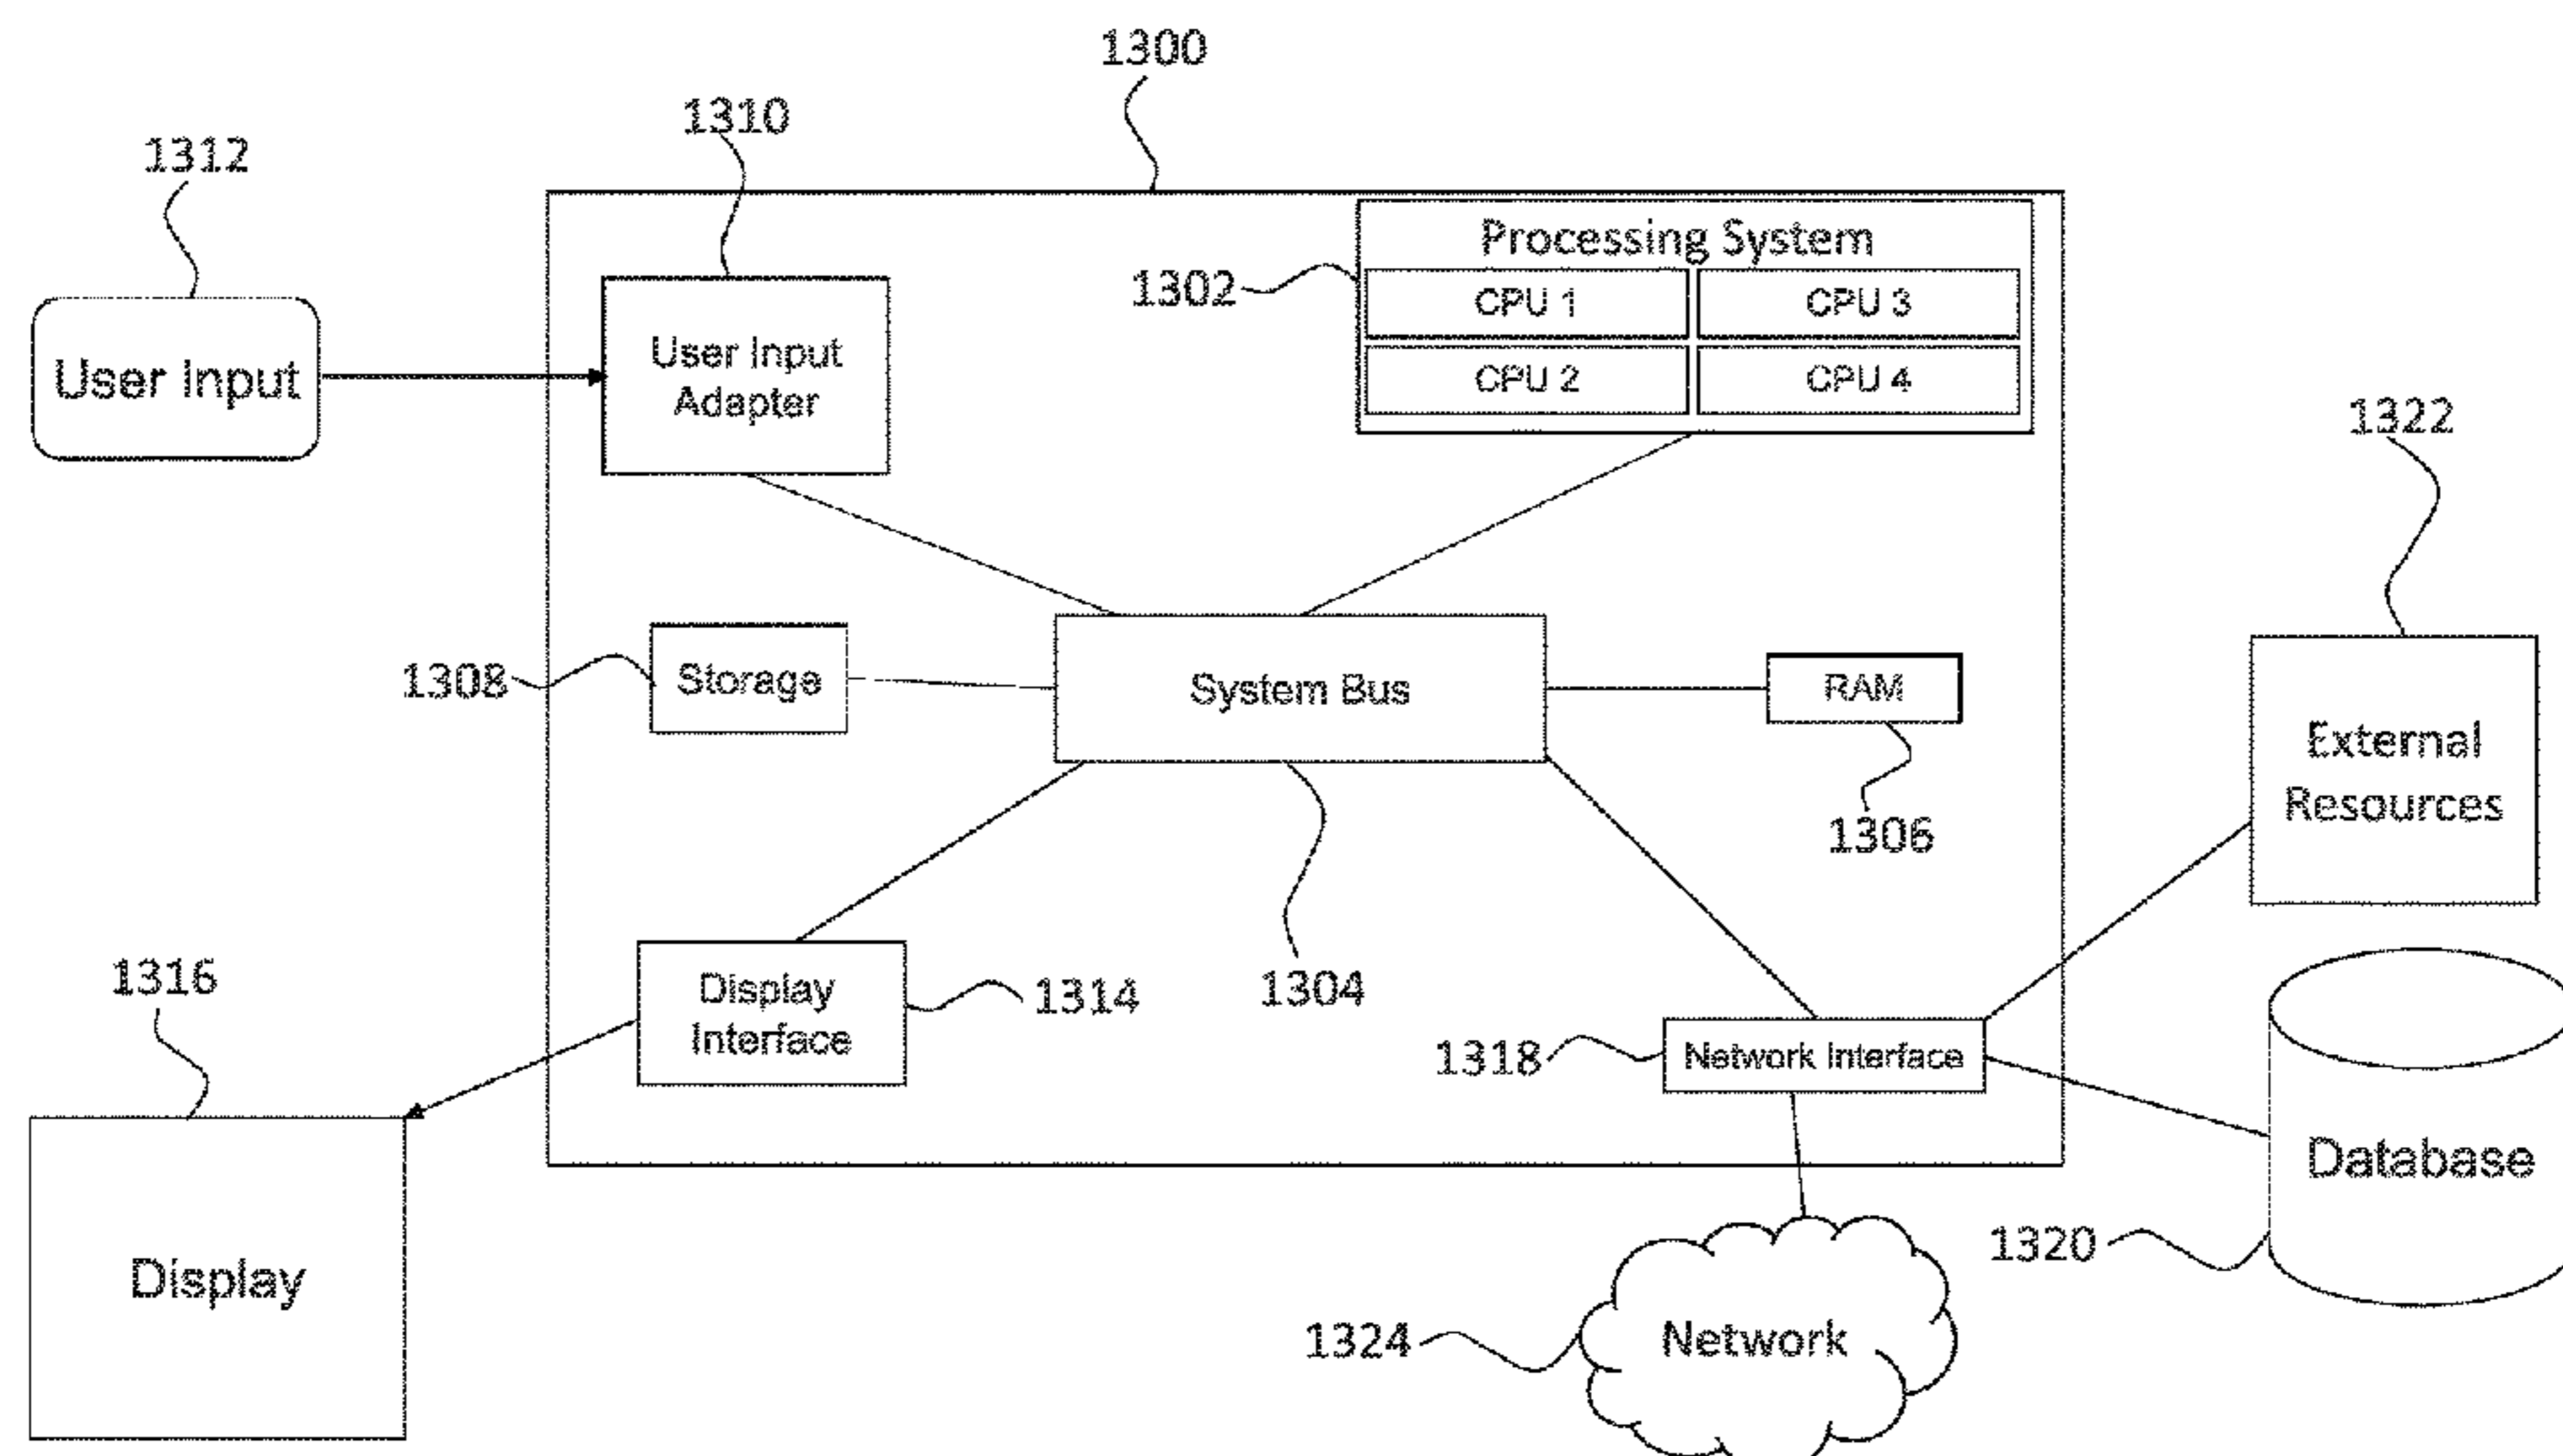 1300
1310
1312
Processing System
1302
CPU 1
CPU 3
User Input
Adapter
User Input
CPU 2
CPU 4
1322
1308
Storage
System Bus
RAM
External
Resources
1306
1316
Display
Interface
1314
1304
1318
Network Interface
Database
1320
Display
1324
Network